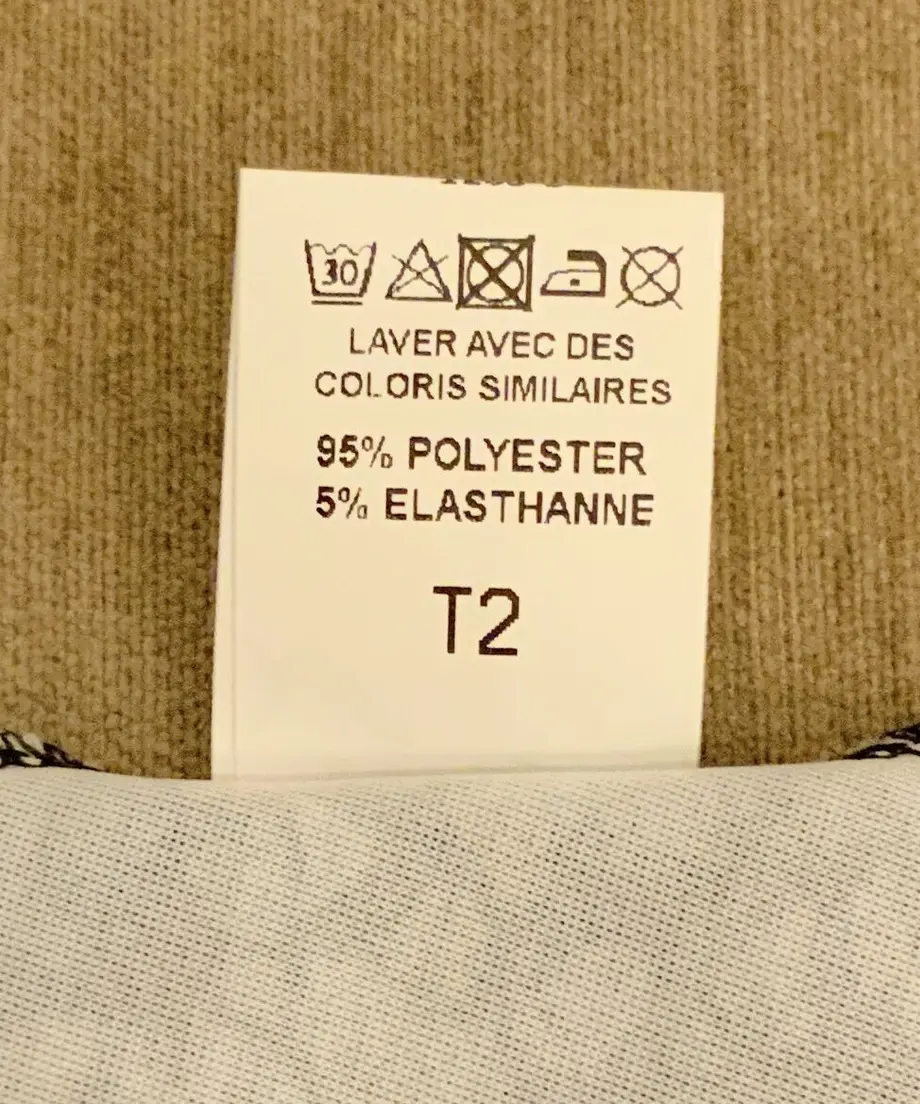 30
LAVER AVEC DES
COLORIS SIMILAIRES
95% POLYESTER
5% ELASTHANNE
T2